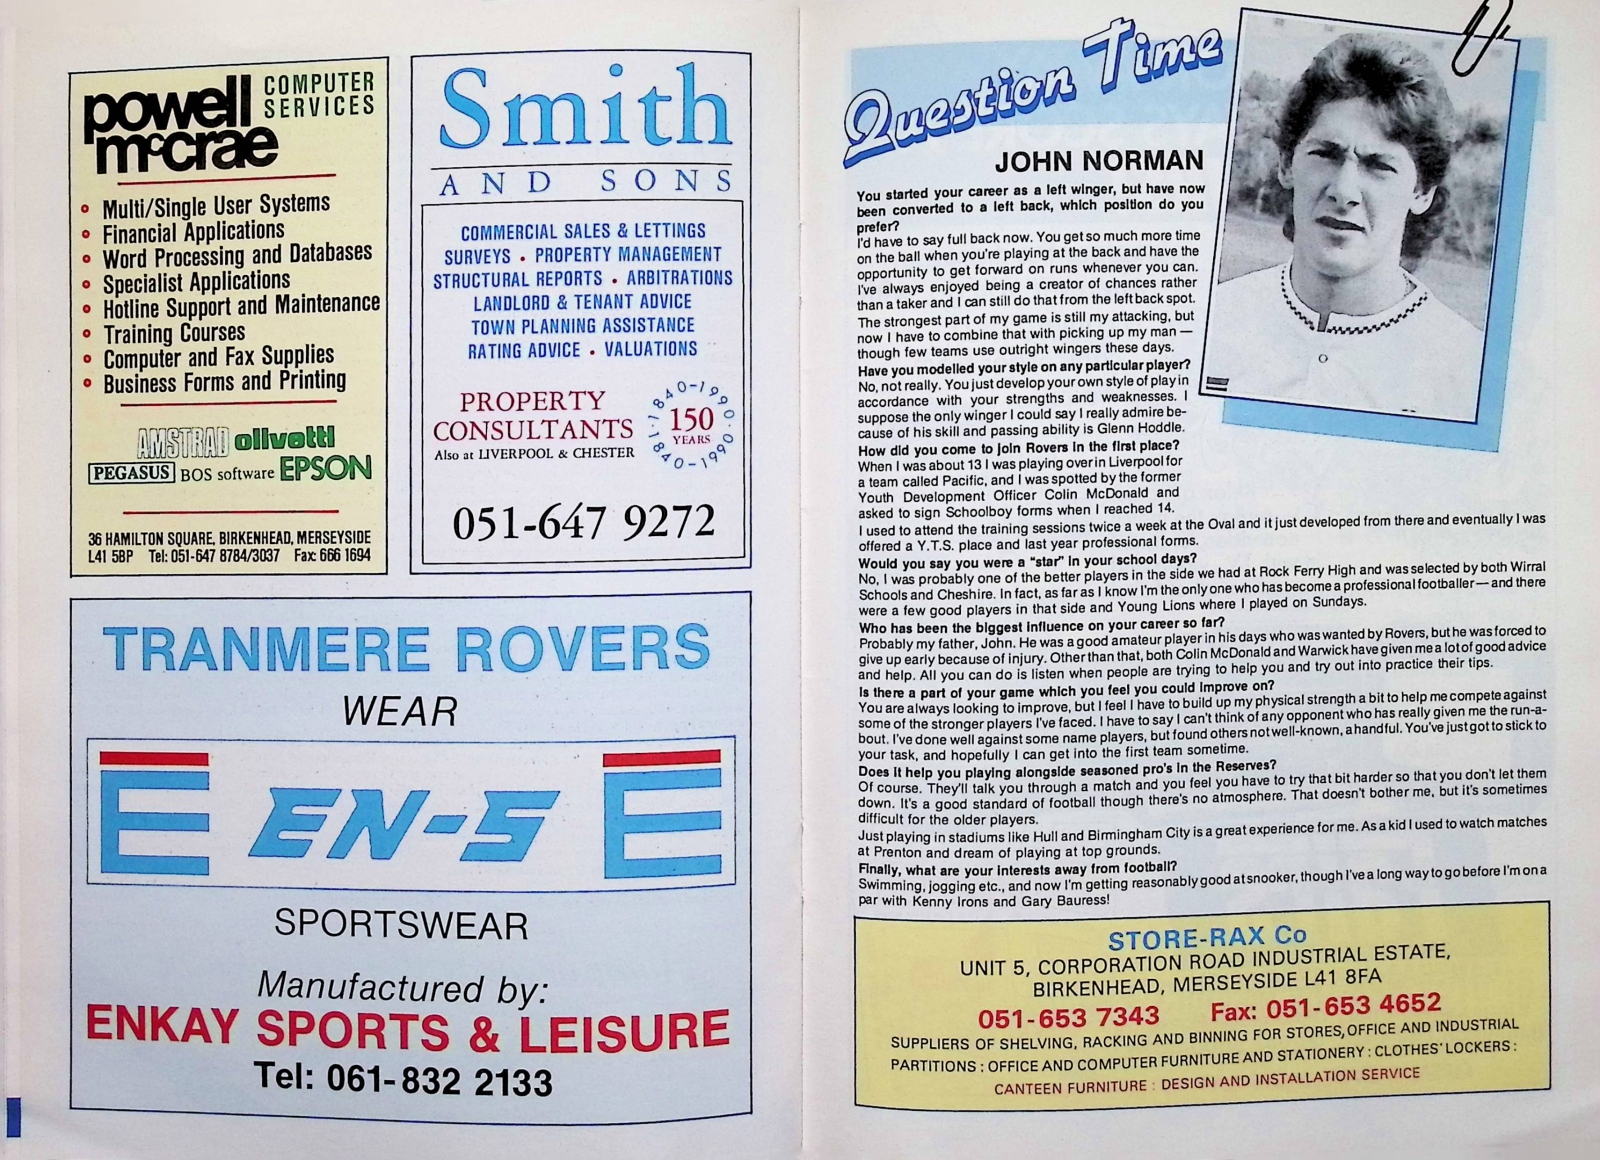 powell
mccrae
COMPUTER
SERVICES
Multi/Single User Systems
Financial Applications
Word Processing and Databases
Specialist Applications
Hotline Support and Maintenance
Training Courses
Computer and Fax Supplies
Business Forms and Printing
AMSTRAD olivetti
PEGASUS BOS software EPSON
36 HAMILTON SQUARE, BIRKENHEAD, MERSEYSIDE
L41 5BP Tel: 051-647 8784/3037 Fax: 666 1694
Smith
AND SONS
COMMERCIAL SALES & LETTINGS
SURVEYS • PROPERTY MANAGEMENT
STRUCTURAL REPORTS • ARBITRATIONS
LANDLORD & TENANT ADVICE
TOWN PLANNING ASSISTANCE
RATING ADVICE • VALUATIONS
PROPERTY
CONSULTANTS
Also at LIVERPOOL & CHESTER
1840-1990 · 1840-1990 ·
150
YEARS
051-647 9272
TRANMERE ROVERS
WEAR
E EN-S E
SPORTSWEAR
Manufactured by:
ENKAY SPORTS & LEISURE
Tel: 061-832 2133
Question Time
JOHN NORMAN
You started your career as a left winger, but have now
been converted to a left back, which position do you
prefer?
I'd have to say full back now. You get so much more time
on the ball when you're playing at the back and have the
opportunity to get forward on runs whenever you can.
I've always enjoyed being a creator of chances rather
than a taker and I can still do that from the left back spot.
The strongest part of my game is still my attacking, but
now I have to combine that with picking up my man —
though few teams use outright wingers these days.
Have you modelled your style on any particular player?
No, not really. You just develop your own style of play in
accordance with your strengths and weaknesses. I
suppose the only winger I could say I really admire be-
cause of his skill and passing ability is Glenn Hoddle.
How did you come to join Rovers in the first place?
When I was about 13 I was playing over in Liverpool for
a team called Pacific, and I was spotted by the former
Youth Development Officer Colin McDonald and
asked to sign Schoolboy forms when I reached 14.
I used to attend the training sessions twice a week at the Oval and it just developed from there and eventually I was
offered a Y.T.S. place and last year professional forms.
Would you say you were a "star" in your school days?
No, I was probably one of the better players in the side we had at Rock Ferry High and was selected by both Wirral
Schools and Cheshire. In fact, as far as I know I'm the only one who has become a professional footballer — and there
were a few good players in that side and Young Lions where I played on Sundays.
Who has been the biggest influence on your career so far?
Probably my father, John. He was a good amateur player in his days who was wanted by Rovers, but he was forced to
give up early because of injury. Other than that, both Colin McDonald and Warwick have given me a lot of good advice
and help. All you can do is listen when people are trying to help you and try out into practice their tips.
Is there a part of your game which you feel you could improve on?
You are always looking to improve, but I feel I have to build up my physical strength a bit to help me compete against
some of the stronger players I've faced. I have to say I can't think of any opponent who has really given me the run-a-
bout. I've done well against some name players, but found others not well-known, a handful. You've just got to stick to
your task, and hopefully I can get into the first team sometime.
Does it help you playing alongside seasoned pro's in the Reserves?
Of course. They'll talk you through a match and you feel you have to try that bit harder so that you don't let them
down. It's a good standard of football though there's no atmosphere. That doesn't bother me, but it's sometimes
difficult for the older players.
Just playing in stadiums like Hull and Birmingham City is a great experience for me. As a kid I used to watch matches
at Prenton and dream of playing at top grounds.
Finally, what are your interests away from football?
Swimming, jogging etc., and now I'm getting reasonably good at snooker, though I've a long way to go before I'm on a
par with Kenny Irons and Gary Bauress!
STORE-RAX Co
UNIT 5, CORPORATION ROAD INDUSTRIAL ESTATE,
BIRKENHEAD, MERSEYSIDE L41 8FA
051-653 7343 Fax: 051-653 4652
SUPPLIERS OF SHELVING, RACKING AND BINNING FOR STORES, OFFICE AND INDUSTRIAL
PARTITIONS : OFFICE AND COMPUTER FURNITURE AND STATIONERY : CLOTHES' LOCKERS :
CANTEEN FURNITURE : DESIGN AND INSTALLATION SERVICE